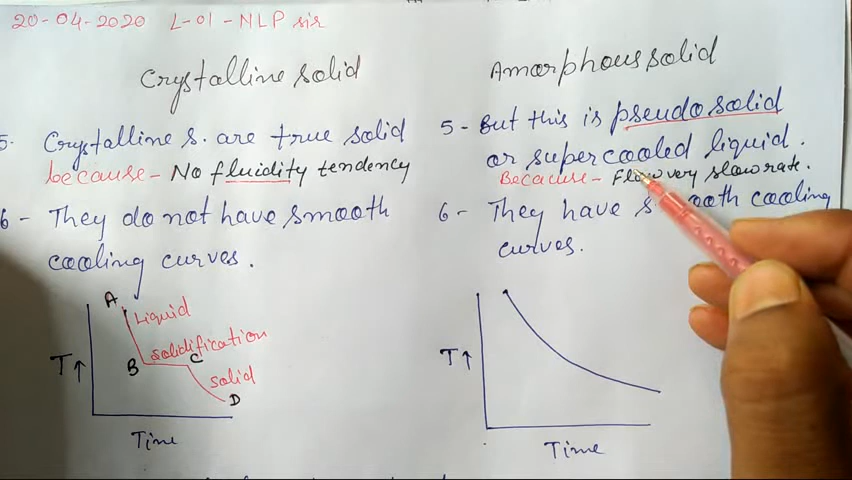 20-04-2020 L-01-NLP sir
Crystalline solid
5. Crystalline s. are true solid
because- No fluidity tendency
6- They do not have smooth
cooling curves.
A
Liquid
solidification
B
C
solid
D
T↑
Time
Amorphous solid
5- But this is pseudo solid
or supercooled liquid.
Because- Flow very slow rate.
6- They have smooth cooling
curves.
T↑
Time